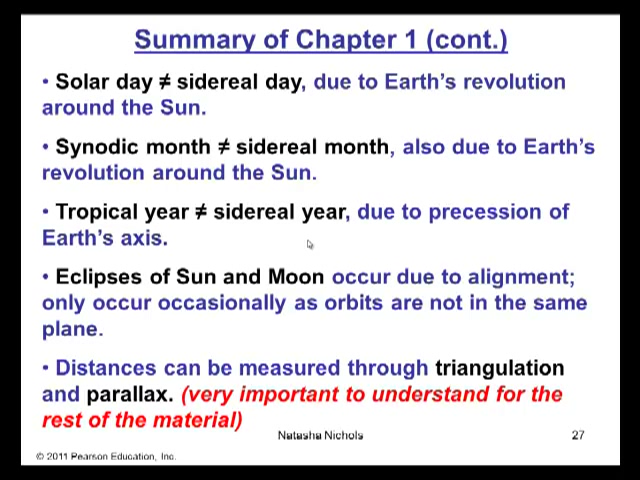 Summary of Chapter 1 (cont.)
• Solar day ≠ sidereal day, due to Earth's revolution
around the Sun.
• Synodic month ≠ sidereal month, also due to Earth's
revolution around the Sun.
• Tropical year ≠ sidereal year, due to precession of
Earth's axis.
• Eclipses of Sun and Moon occur due to alignment;
only occur occasionally as orbits are not in the same
plane.
• Distances can be measured through triangulation
and parallax. (very important to understand for the
rest of the material)
Natasha Nichols
27
© 2011 Pearson Education, Inc.